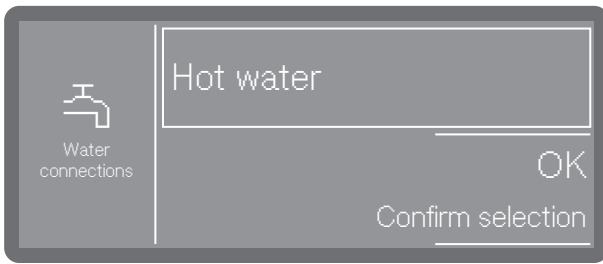 Water
connections
Hot water
OK
Confirm selection